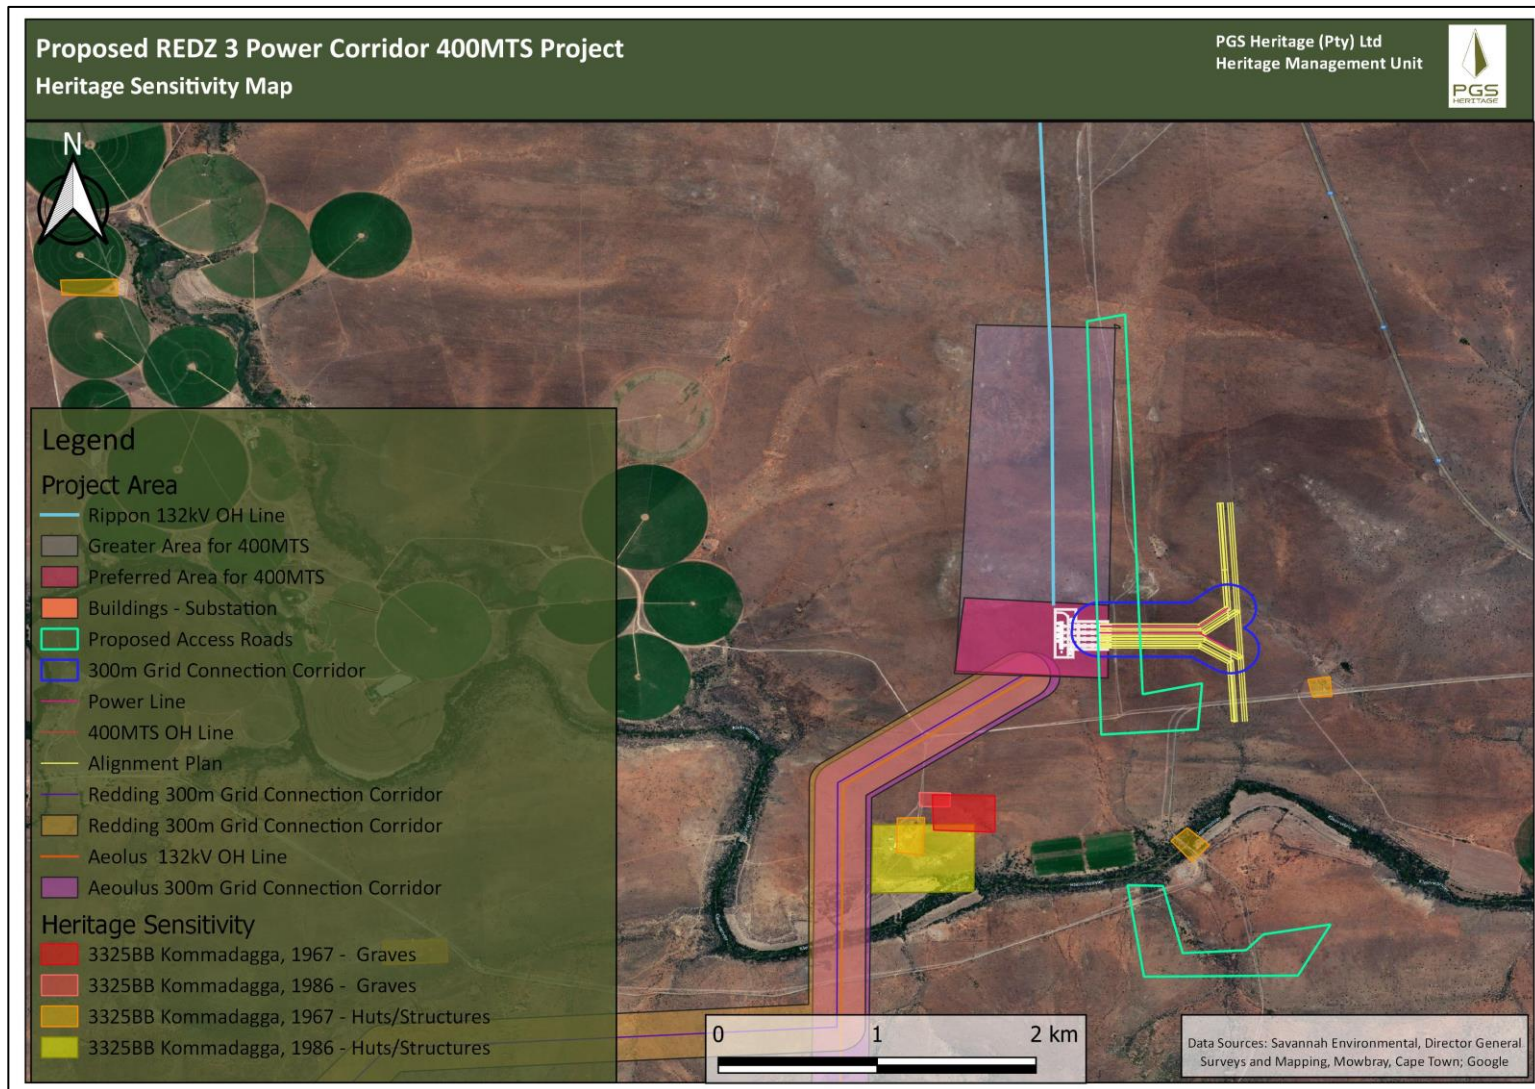 Proposed REDZ 3 Power Corridor 400MTS Project
Heritage Sensitivity Map
PGS Heritage (Pty) Ltd
Heritage Management Unit
PGS
HERITAGE
N
Legend
Project Area
Rippon 132kV OH Line
Greater Area for 400MTS
Preferred Area for 400MTS
Buildings - Substation
Proposed Access Roads
300m Grid Connection Corridor
Power Line
400MTS OH Line
Alignment Plan
Redding 300m Grid Connection Corridor
Redding 300m Grid Connection Corridor
Aeolus 132kV OH Line
Aeoulus 300m Grid Connection Corridor
Heritage Sensitivity
3325BB Kommadagga, 1967 - Graves
3325BB Kommadagga, 1986 - Graves
3325BB Kommadagga, 1967 - Huts/Structures
3325BB Kommadagga, 1986 - Huts/Structures
0 1 2 km
Data Sources: Savannah Environmental, Director General
Surveys and Mapping, Mowbray, Cape Town; Google